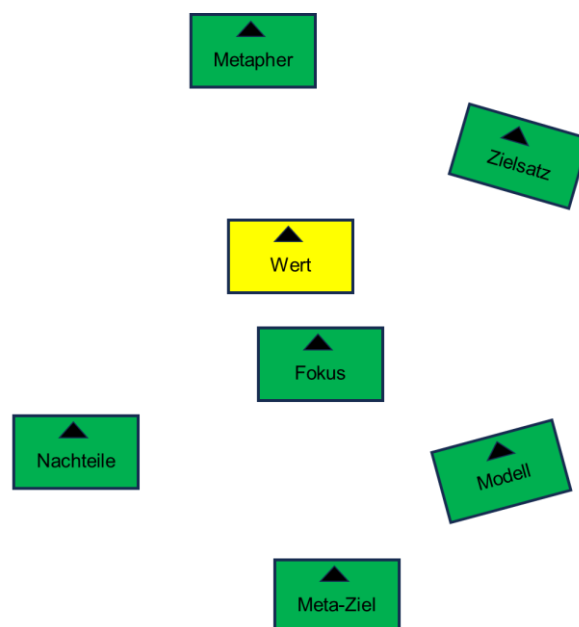 Metapher
Zielsatz
Wert
Fokus
Nachteile
Modell
Meta-Ziel